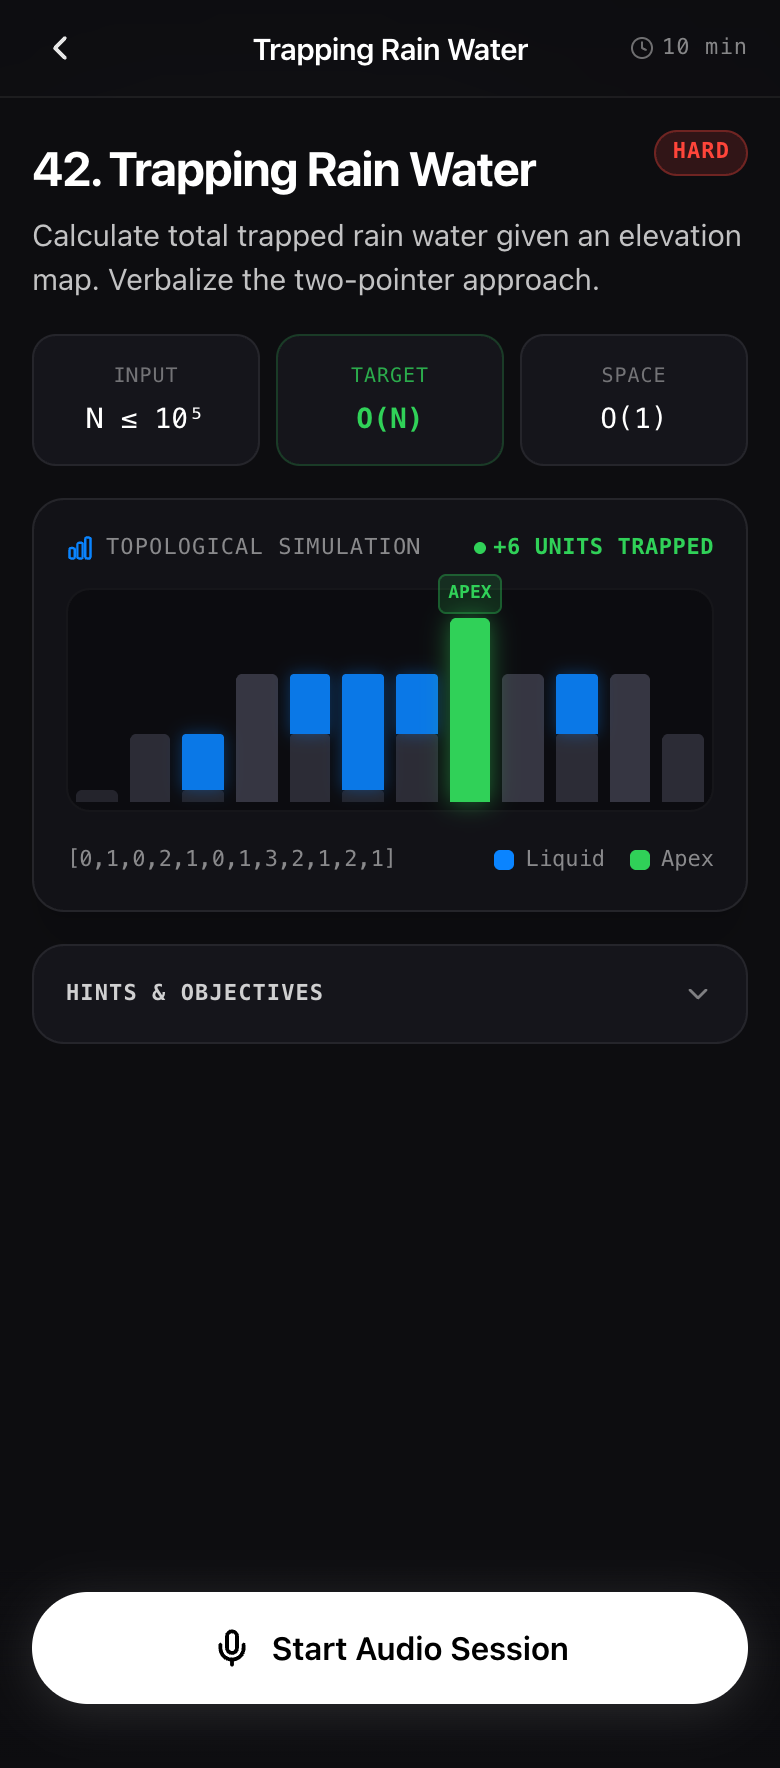 Trapping Rain Water
10 min
42. Trapping Rain Water
HARD
Calculate total trapped rain water given an elevation
map. Verbalize the two-pointer approach.
INPUT
N ≤ 10⁵
TARGET
O(N)
SPACE
O(1)
TOPOLOGICAL SIMULATION
+6 UNITS TRAPPED
APEX
[0,1,0,2,1,0,1,3,2,1,2,1]
Liquid
Apex
HINTS & OBJECTIVES
Start Audio Session